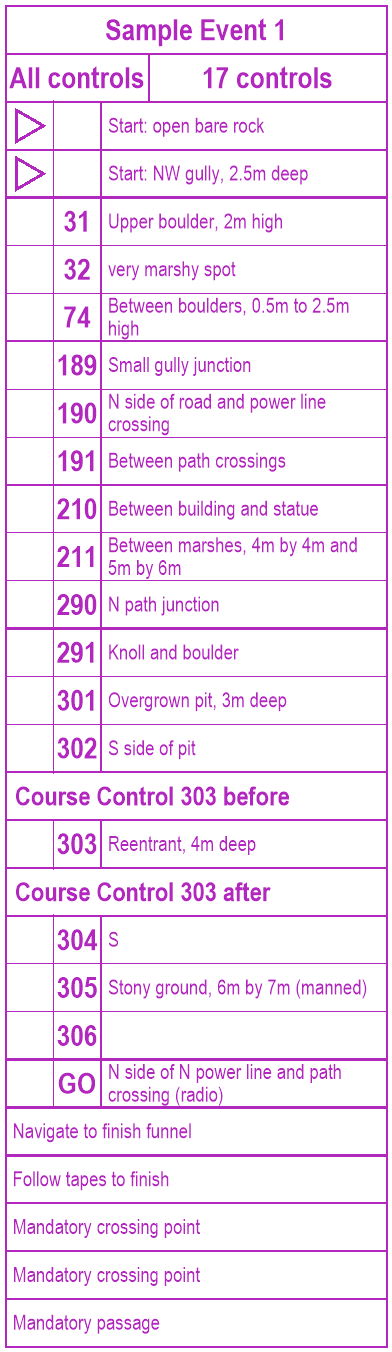 Sample Event 1
All controls 17 controls
Start: open bare rock
Start: NW gully, 2.5m deep
31 Upper boulder, 2m high
32 very marshy spot
74 Between boulders, 0.5m to 2.5m
high
189 Small gully junction
190 N side of road and power line
crossing
191 Between path crossings
210 Between building and statue
211 Between marshes, 4m by 4m and
5m by 6m
290 N path junction
291 Knoll and boulder
301 Overgrown pit, 3m deep
302 S side of pit
Course Control 303 before
303 Reentrant, 4m deep
Course Control 303 after
304 S
305 Stony ground, 6m by 7m (manned)
306
GO N side of N power line and path
crossing (radio)
Navigate to finish funnel
Follow tapes to finish
Mandatory crossing point
Mandatory crossing point
Mandatory passage